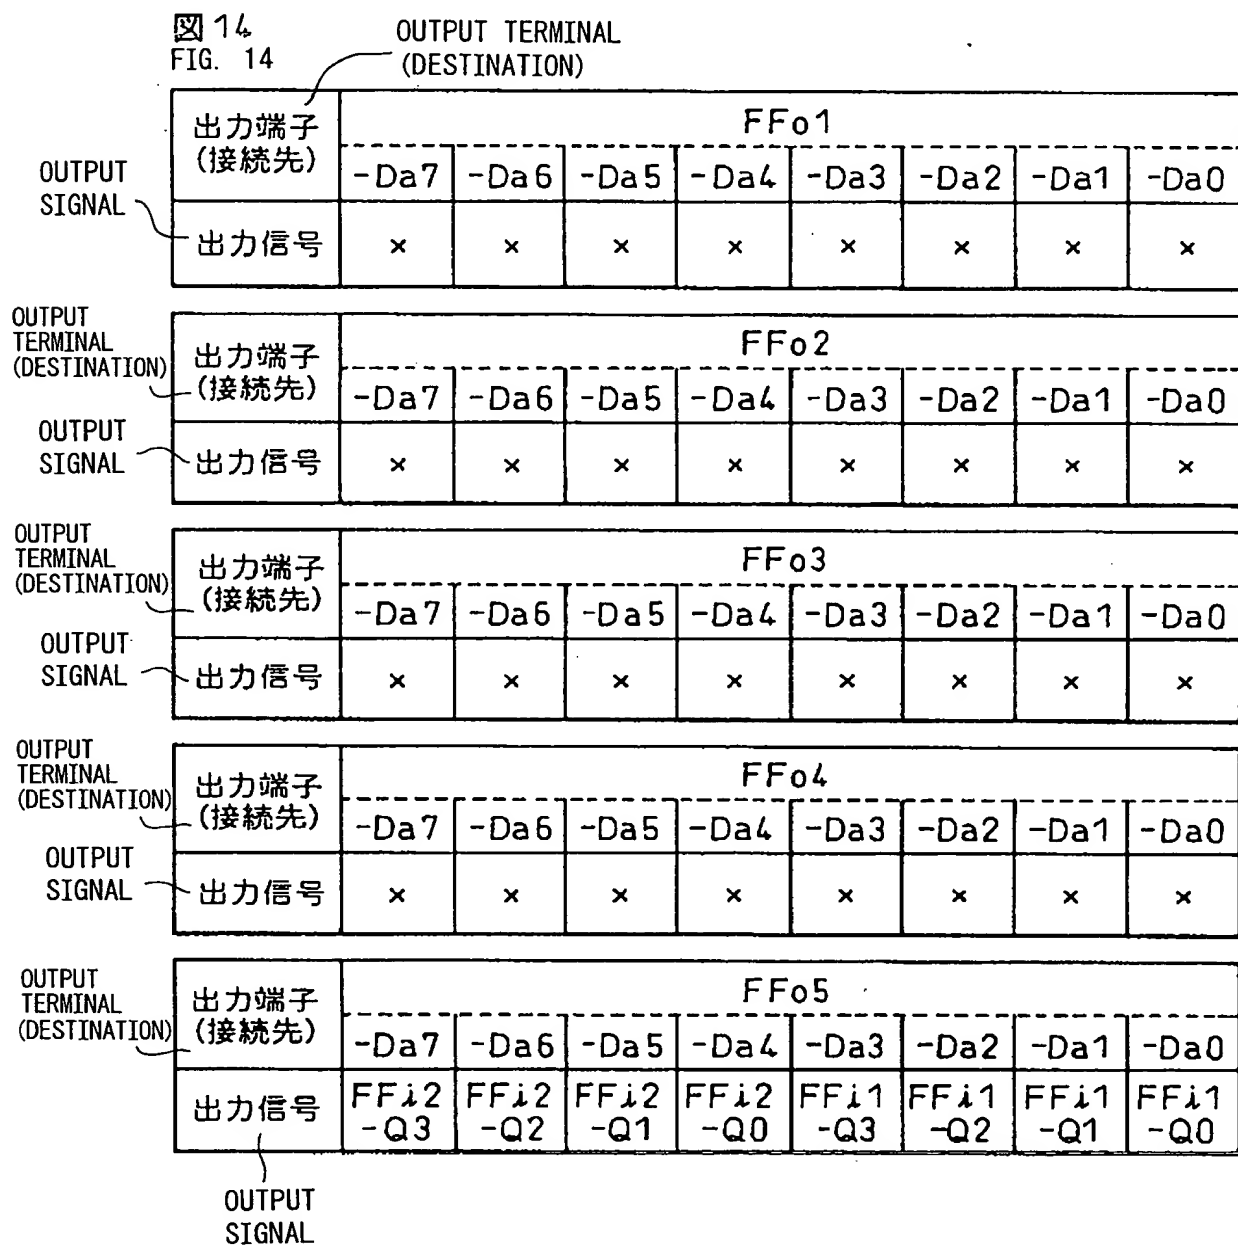 図14
FIG. 14
OUTPUT TERMINAL
(DESTINATION)
OUTPUT
SIGNAL
出力端子
(接続先)
FFo1
-Da7 -Da6 -Da5 -Da4 -Da3 -Da2 -Da1 -Da0
出力信号 × × × × × × × ×
OUTPUT
TERMINAL
(DESTINATION)
OUTPUT
SIGNAL
出力端子
(接続先)
FFo2
-Da7 -Da6 -Da5 -Da4 -Da3 -Da2 -Da1 -Da0
出力信号 × × × × × × × ×
OUTPUT
TERMINAL
(DESTINATION)
OUTPUT
SIGNAL
出力端子
(接続先)
FFo3
-Da7 -Da6 -Da5 -Da4 -Da3 -Da2 -Da1 -Da0
出力信号 × × × × × × × ×
OUTPUT
TERMINAL
(DESTINATION)
OUTPUT
SIGNAL
出力端子
(接続先)
FFo4
-Da7 -Da6 -Da5 -Da4 -Da3 -Da2 -Da1 -Da0
出力信号 × × × × × × × ×
OUTPUT
TERMINAL
(DESTINATION)
出力端子
(接続先)
FFo5
-Da7 -Da6 -Da5 -Da4 -Da3 -Da2 -Da1 -Da0
出力信号
FFi2 FFi2 FFi2 FFi2 FFi1 FFi1 FFi1 FFi1
-Q3 -Q2 -Q1 -Q0 -Q3 -Q2 -Q1 -Q0
OUTPUT
SIGNAL